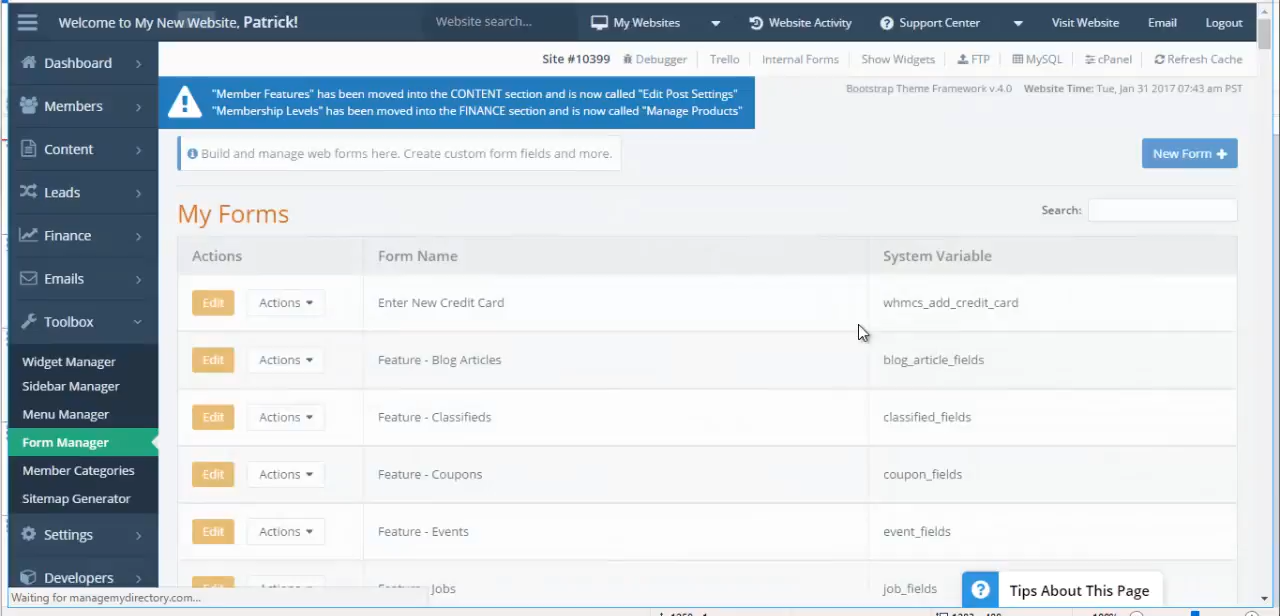 Welcome to My New Website, Patrick!
Website search...
My Websites
Website Activity
Support Center
Visit Website
Email
Logout
Site #10399
Debugger
Trello
Internal Forms
Show Widgets
FTP
MySQL
cPanel
Refresh Cache
"Member Features" has been moved into the CONTENT section and is now called "Edit Post Settings"
"Membership Levels" has been moved into the FINANCE section and is now called "Manage Products"
Bootstrap Theme Framework v.4.0 Website Time: Tue, Jan 31 2017 07:43 am PST
Dashboard
Members
Content
Leads
Finance
Emails
Toolbox
Widget Manager
Sidebar Manager
Menu Manager
Form Manager
Member Categories
Sitemap Generator
Settings
Developers
Build and manage web forms here. Create custom form fields and more.
New Form +
My Forms
Search:
Actions Form Name System Variable
Edit Actions Enter New Credit Card whmcs_add_credit_card
Edit Actions Feature - Blog Articles blog_article_fields
Edit Actions Feature - Classifieds classified_fields
Edit Actions Feature - Coupons coupon_fields
Edit Actions Feature - Events event_fields
Edit Jobs job_fields
Tips About This Page
Waiting for managemydirectory.com...